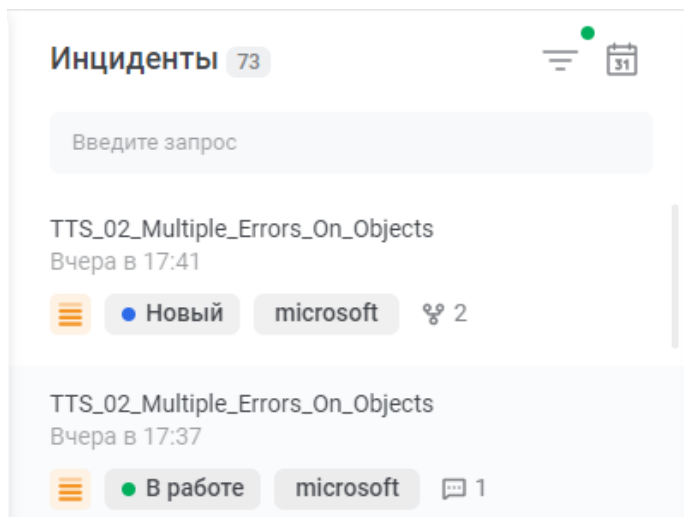 Инциденты 73
31
Введите запрос
TTS_02_Multiple_Errors_On_Objects
Вчера в 17:41
Новый microsoft 2
TTS_02_Multiple_Errors_On_Objects
Вчера в 17:37
В работе microsoft 1